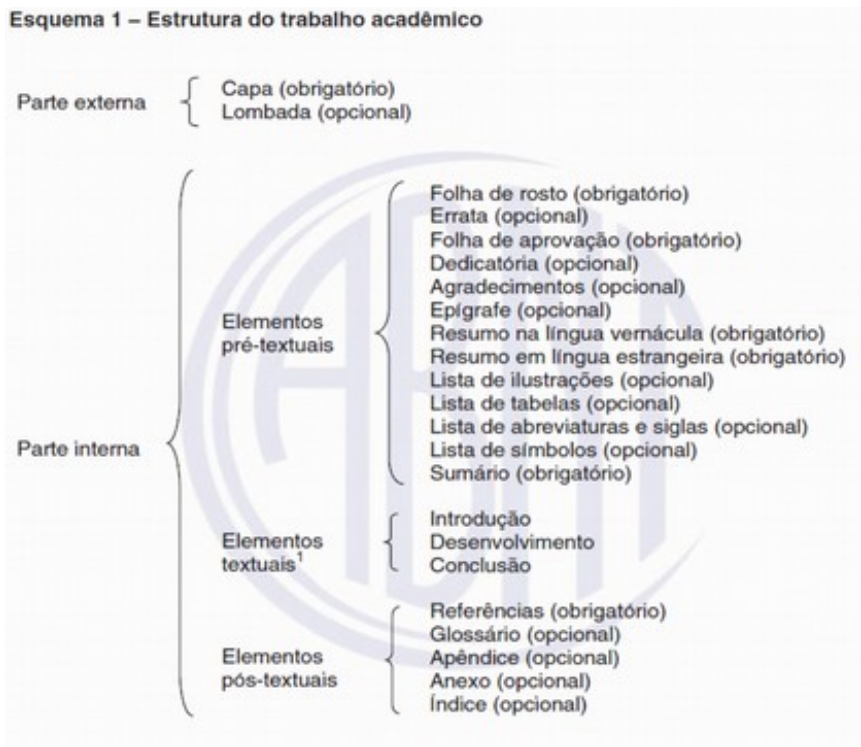 Esquema 1 – Estrutura do trabalho acadêmico
Parte externa
Capa (obrigatório)
Lombada (opcional)
Parte interna
Elementos
pré-textuais
Folha de rosto (obrigatório)
Errata (opcional)
Folha de aprovação (obrigatório)
Dedicatória (opcional)
Agradecimentos (opcional)
Epígrafe (opcional)
Resumo na língua vernácula (obrigatório)
Resumo em língua estrangeira (obrigatório)
Lista de ilustrações (opcional)
Lista de tabelas (opcional)
Lista de abreviaturas e siglas (opcional)
Lista de símbolos (opcional)
Sumário (obrigatório)
Elementos
textuais¹
Introdução
Desenvolvimento
Conclusão
Elementos
pós-textuais
Referências (obrigatório)
Glossário (opcional)
Apêndice (opcional)
Anexo (opcional)
Índice (opcional)
ABNT